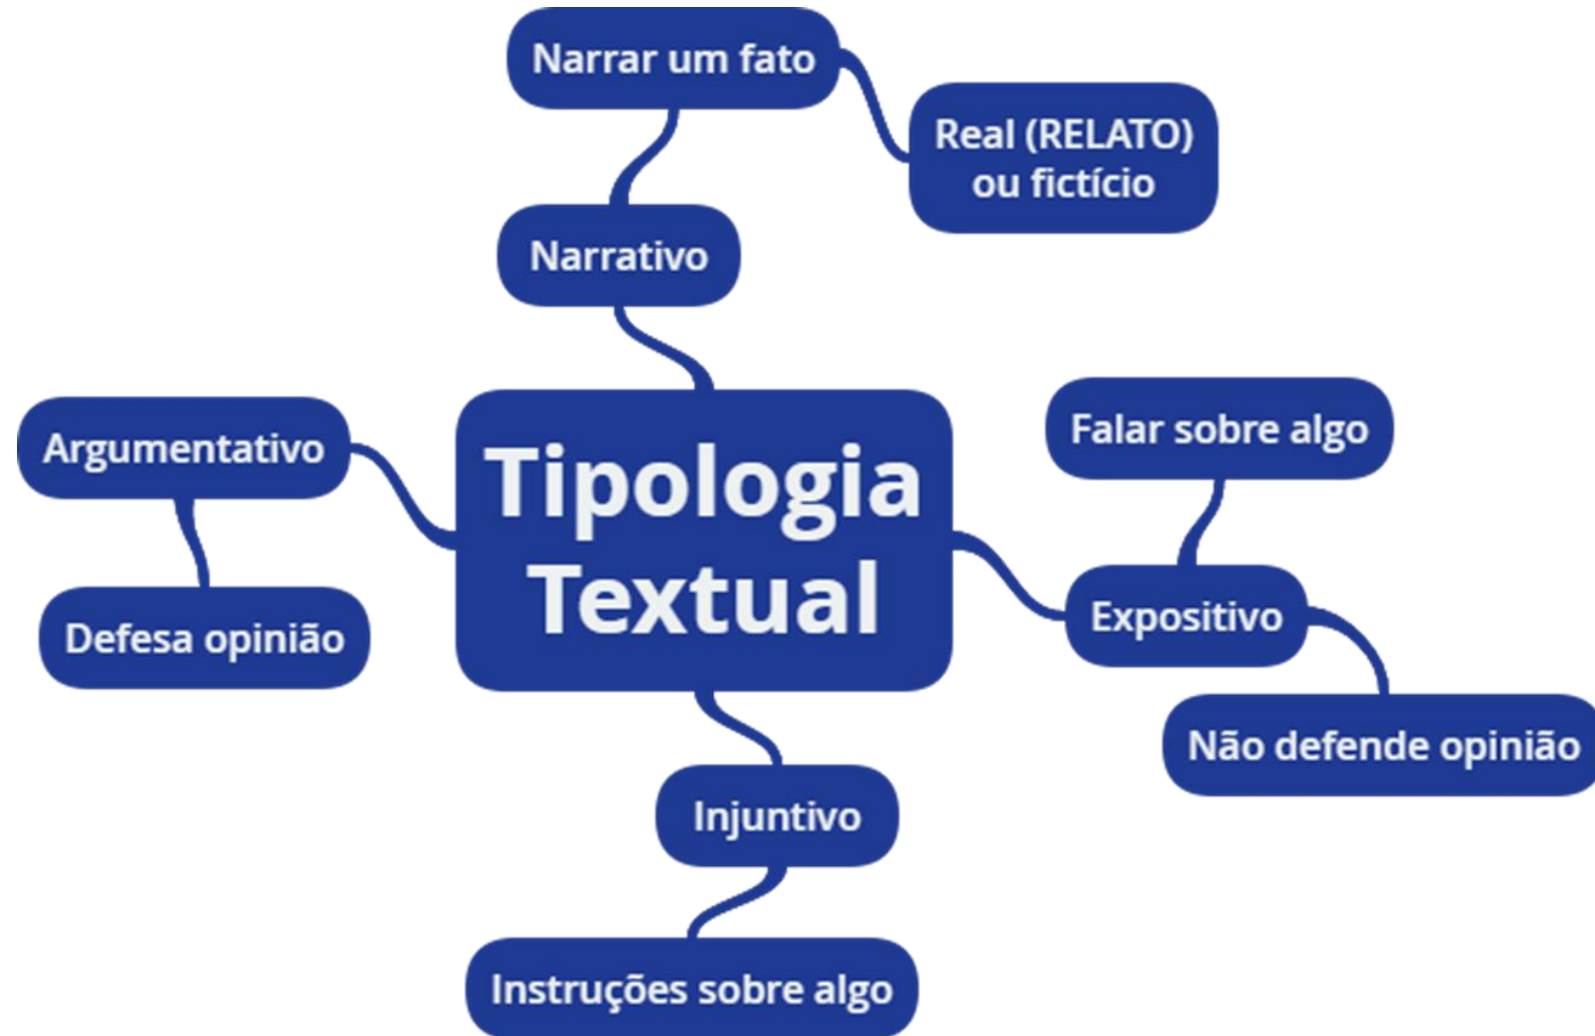 Narrar um fato
Real (RELATO)
ou fictício
Narrativo
Falar sobre algo
Argumentativo
Tipologia
Textual
Expositivo
Defesa opinião
Não defende opinião
Injuntivo
Instruções sobre algo